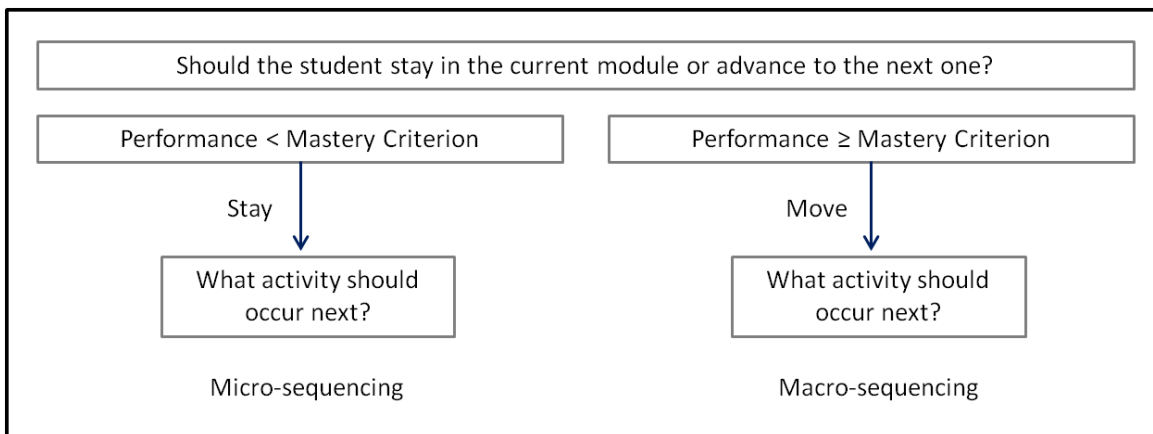 Should the student stay in the current module or advance to the next one?
Performance < Mastery Criterion
Performance ≥ Mastery Criterion
Stay
Move
What activity should
occur next?
What activity should
occur next?
Micro-sequencing
Macro-sequencing